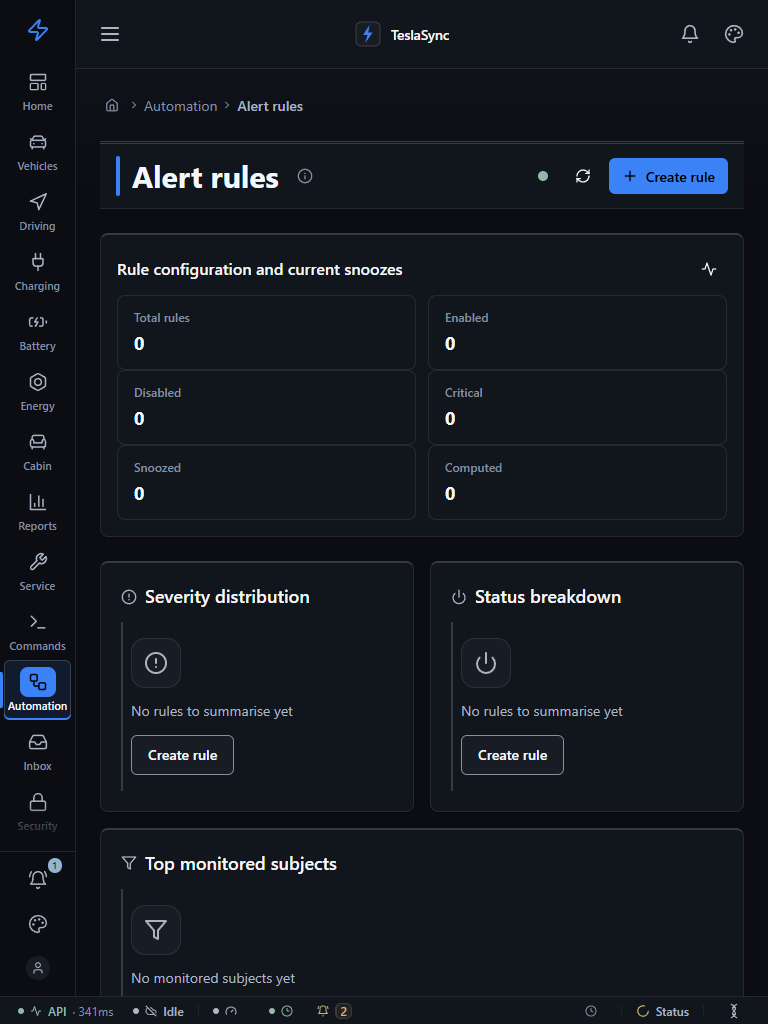 TeslaSync
Home
Vehicles
Driving
Charging
Battery
Energy
Cabin
Reports
Service
Commands
Automation
Inbox
Security
1
Automation
Alert rules
Alert rules
Create rule
Rule configuration and current snoozes
Total rules
0
Enabled
0
Disabled
0
Critical
0
Snoozed
0
Computed
0
Severity distribution
No rules to summarise yet
Create rule
Status breakdown
No rules to summarise yet
Create rule
Top monitored subjects
No monitored subjects yet
API · 341ms
Idle
2
Status